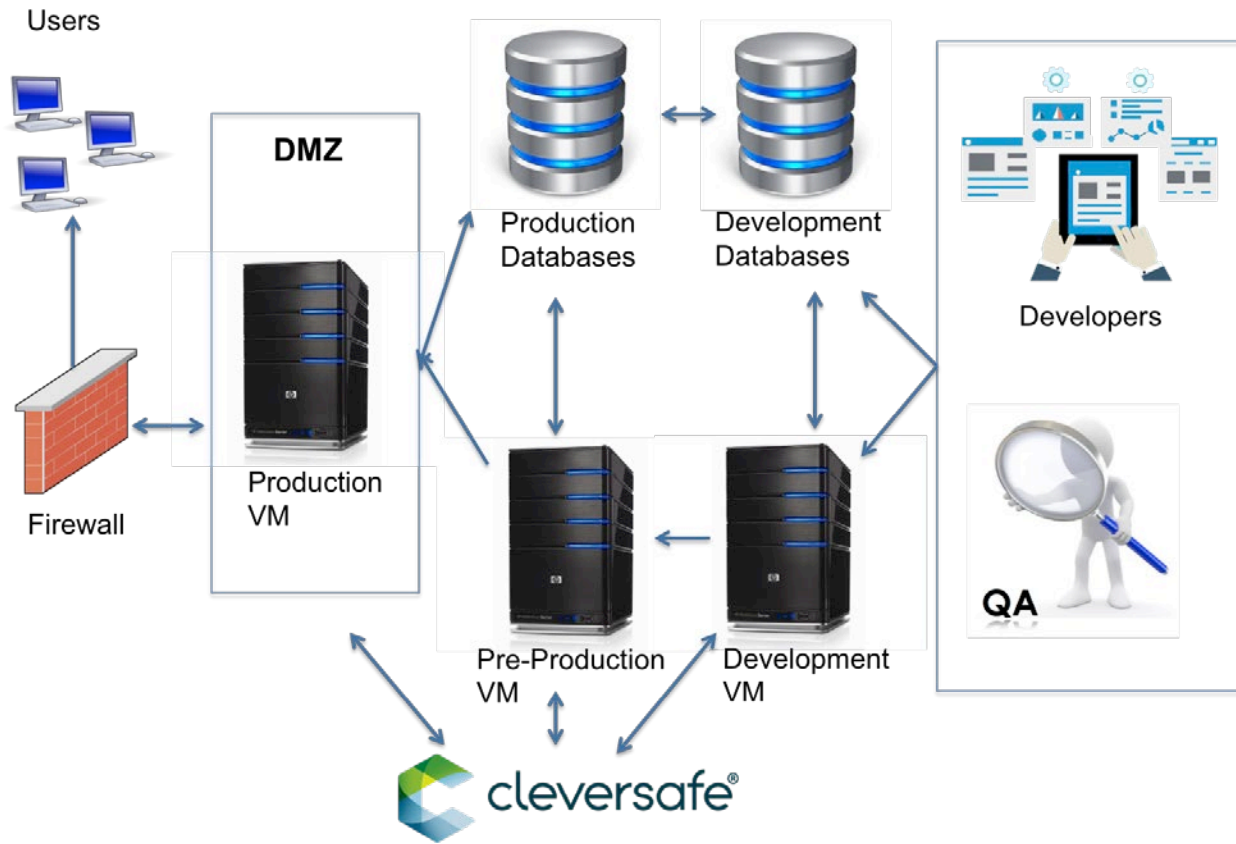 Users
DMZ
Production
Databases
Development
Databases
Developers
Production
VM
Firewall
QA
Pre-Production
VM
Development
VM
cleversafe®